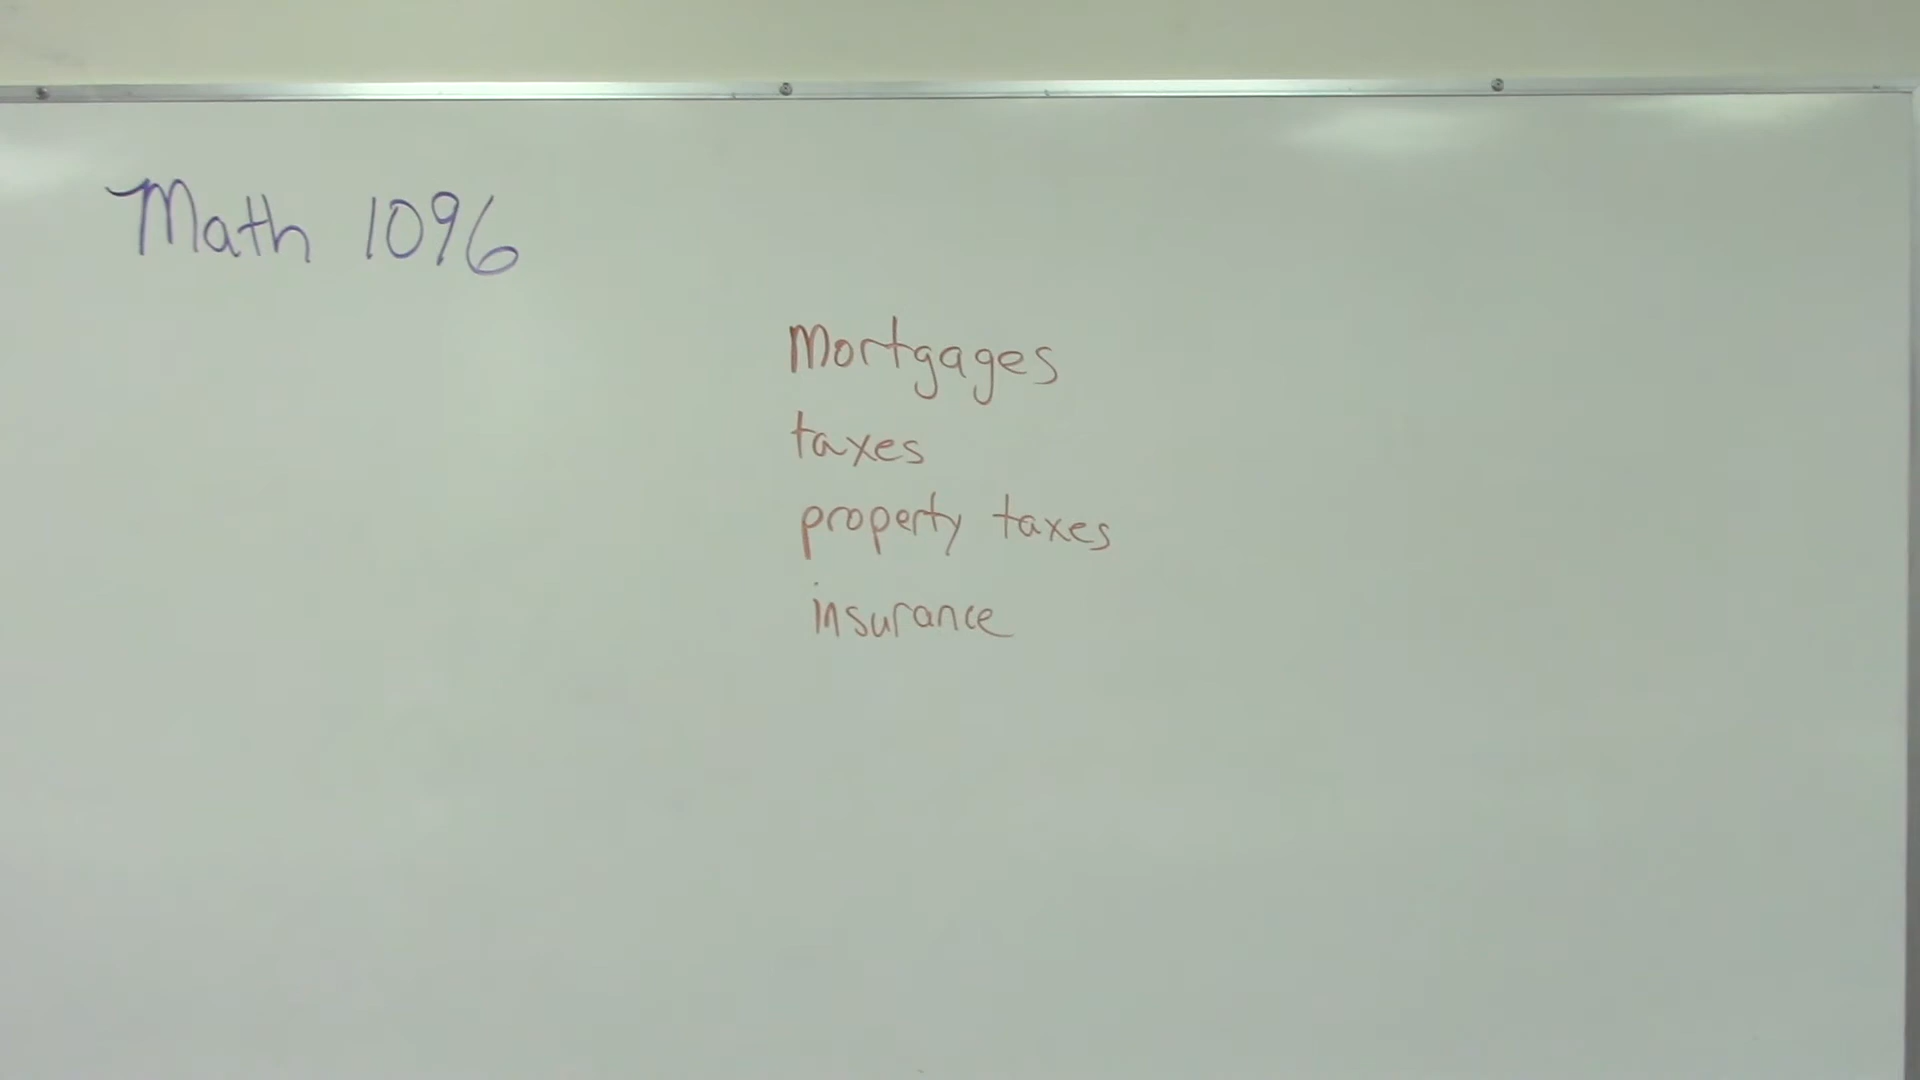 Math 1096
Mortgages
taxes
property taxes
insurance